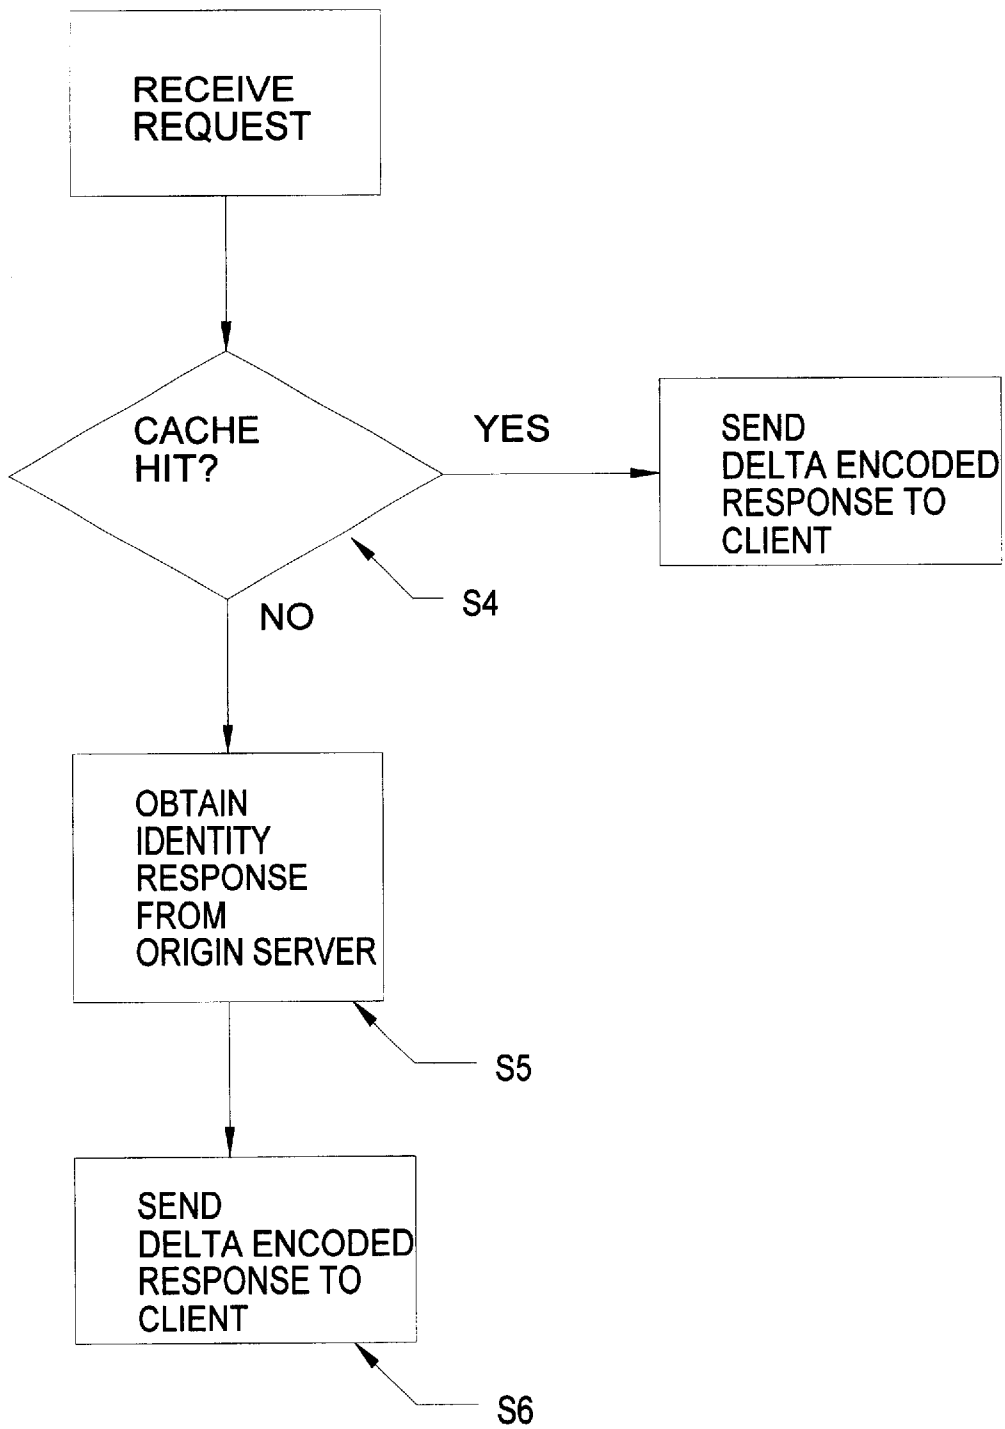 RECEIVE
REQUEST
CACHE
HIT?
YES
SEND
DELTA ENCODED
RESPONSE TO
CLIENT
S4
NO
OBTAIN
IDENTITY
RESPONSE
FROM
ORIGIN SERVER
S5
SEND
DELTA ENCODED
RESPONSE TO
CLIENT
S6